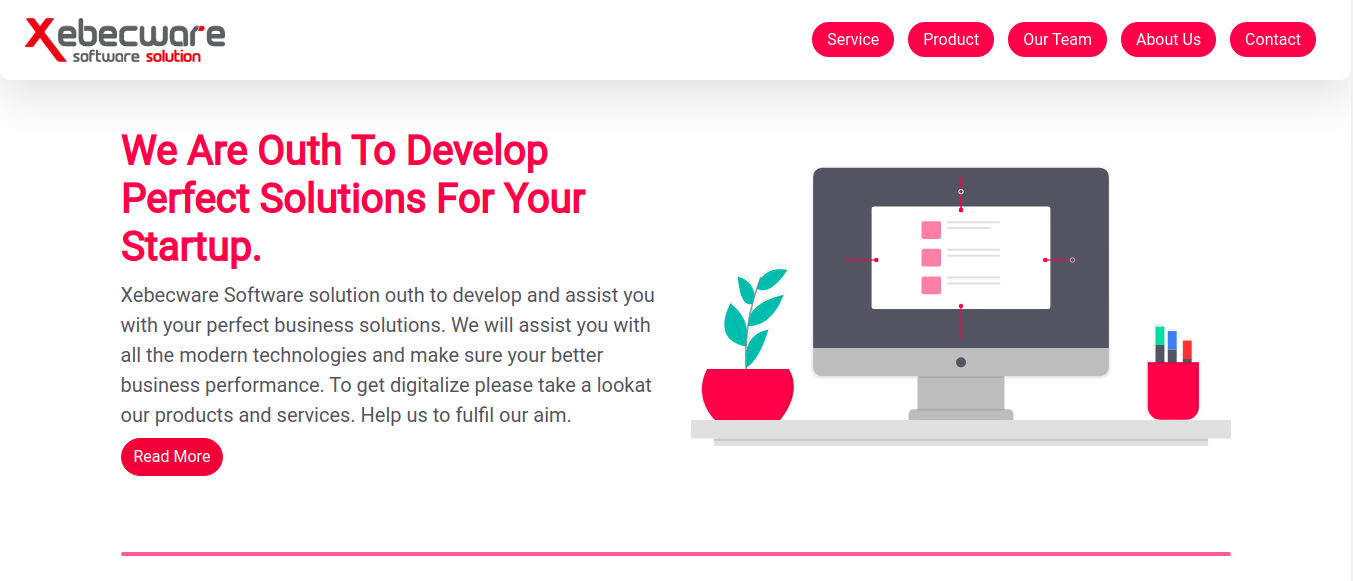 Xebecware
software solution
Service
Product
Our Team
About Us
Contact
We Are Outh To Develop
Perfect Solutions For Your
Startup.
Xebecware Software solution outh to develop and assist you
with your perfect business solutions. We will assist you with
all the modern technologies and make sure your better
business performance. To get digitalize please take a lookat
our products and services. Help us to fulfil our aim.
Read More